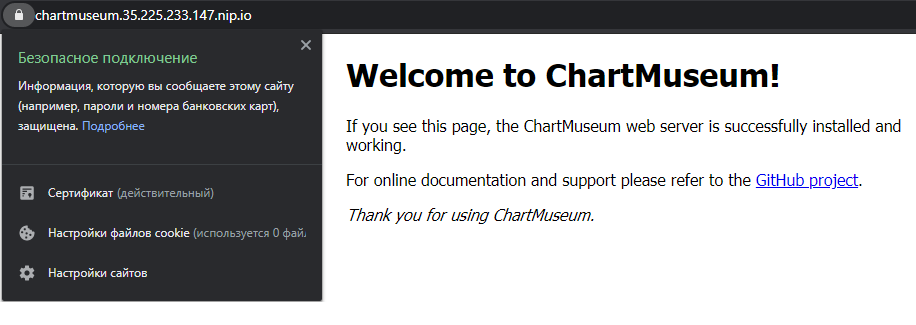 chartmuseum.35.225.233.147.nip.io
Безопасное подключение
Информация, которую вы сообщаете этому сайту
(например, пароли и номера банковских карт),
защищена. Подробнее
Сертификат (действительный)
Настройки файлов cookie (используется 0 фай
Настройки сайтов
Welcome to ChartMuseum!
If you see this page, the ChartMuseum web server is successfully installed and
working.
For online documentation and support please refer to the GitHub project.
Thank you for using ChartMuseum.